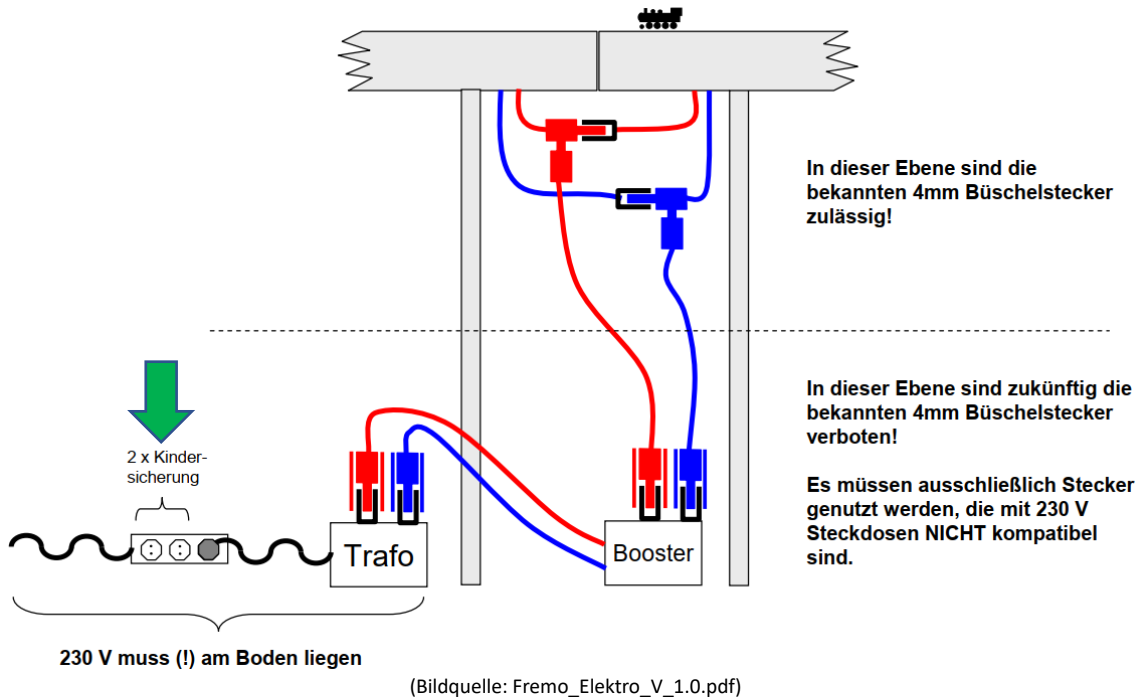 In dieser Ebene sind die
bekannten 4mm Büschelstecker
zulässig!
In dieser Ebene sind zukünftig die
bekannten 4mm Büschelstecker
verboten!
Es müssen ausschließlich Stecker
genutzt werden, die mit 230 V
Steckdosen NICHT kompatibel
sind.
2 x Kinder-
sicherung
Trafo
Booster
230 V muss (!) am Boden liegen
(Bildquelle: Fremo_Elektro_V_1.0.pdf)